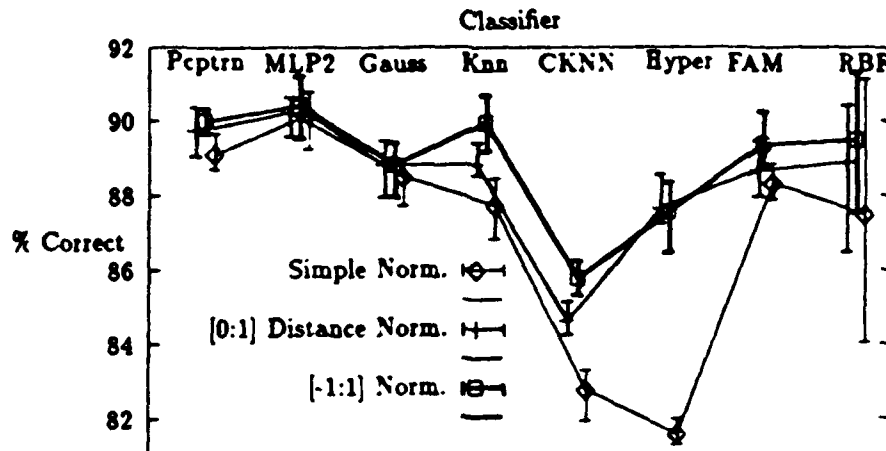 Classifier
92
Pcptrn MLP2 Gauss Knn CKNN Hyper FAM RBF
90
88
% Correct
86
Simple Norm.
84
[0:1] Distance Norm.
[-1:1] Norm.
82